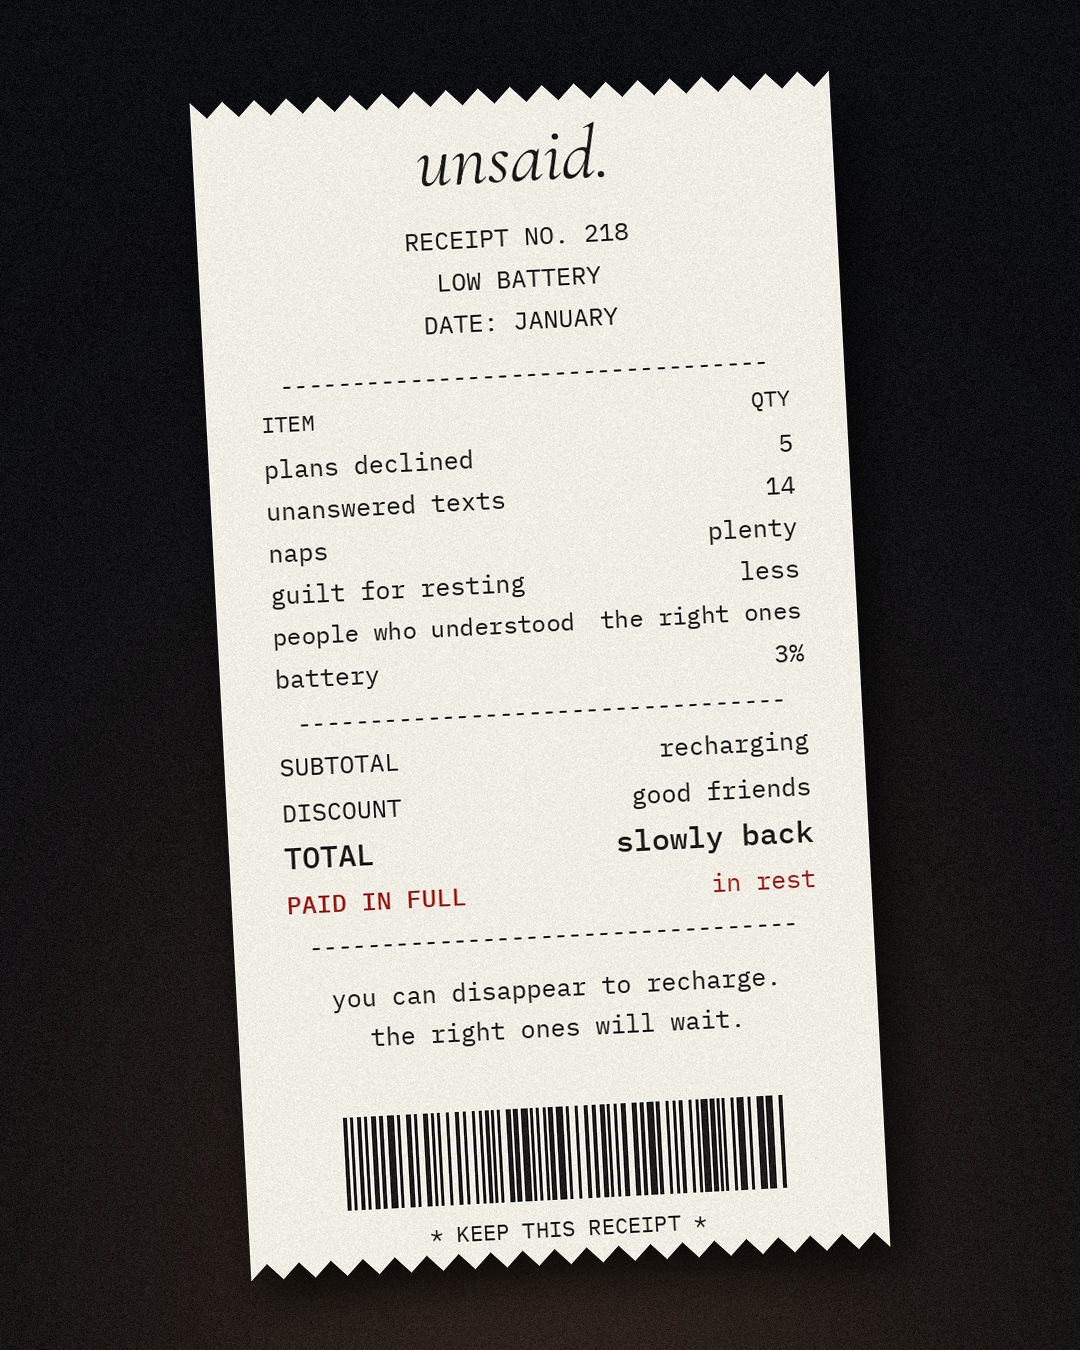 unsaid.
RECEIPT NO. 218
LOW BATTERY
DATE: JANUARY
----------------------------------
ITEM QTY
plans declined 5
unanswered texts 14
naps plenty
guilt for resting less
people who understood the right ones
battery 3%
----------------------------------
SUBTOTAL recharging
DISCOUNT good friends
TOTAL slowly back
PAID IN FULL in rest
----------------------------------
you can disappear to recharge.
the right ones will wait.
* KEEP THIS RECEIPT *